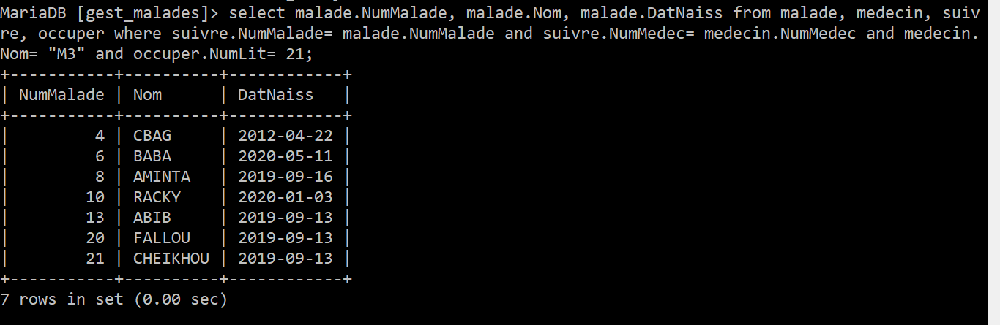 MariaDB [gest_malades]> select malade.NumMalade, malade.Nom, malade.DatNaiss from malade, medecin, suiv
re, occuper where suivre.NumMalade= malade.NumMalade and suivre.NumMedec= medecin.NumMedec and medecin.
Nom= "M3" and occuper.NumLit= 21;
+-----------+----------+------------+
| NumMalade | Nom      | DatNaiss   |
+-----------+----------+------------+
|         4 | CBAG     | 2012-04-22 |
|         6 | BABA     | 2020-05-11 |
|         8 | AMINTA   | 2019-09-16 |
|        10 | RACKY    | 2020-01-03 |
|        13 | ABIB     | 2019-09-13 |
|        20 | FALLOU   | 2019-09-13 |
|        21 | CHEIKHOU | 2019-09-13 |
+-----------+----------+------------+
7 rows in set (0.00 sec)